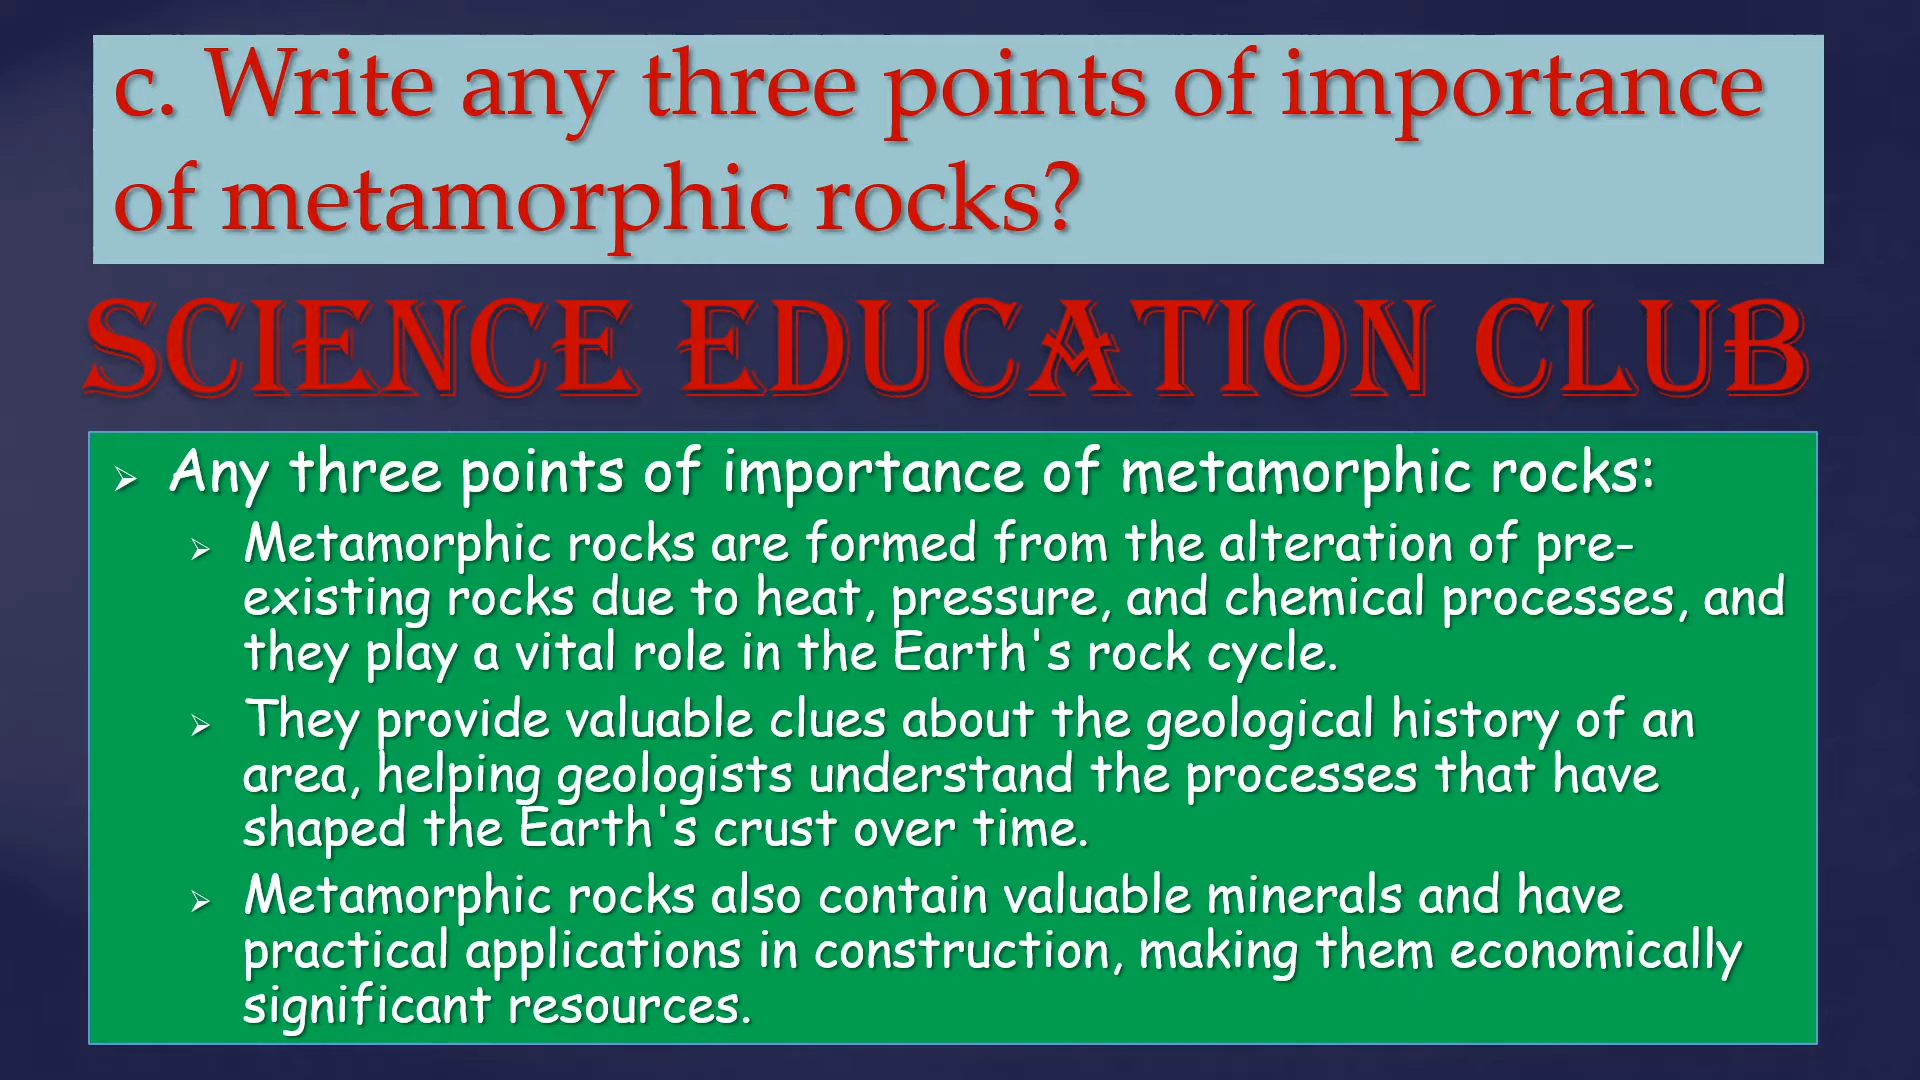 c. Write any three points of importance
of metamorphic rocks?
SCIENCE EDUCATION CLUB
➢ Any three points of importance of metamorphic rocks:
➢ Metamorphic rocks are formed from the alteration of pre-
existing rocks due to heat, pressure, and chemical processes, and
they play a vital role in the Earth's rock cycle.
➢ They provide valuable clues about the geological history of an
area, helping geologists understand the processes that have
shaped the Earth's crust over time.
➢ Metamorphic rocks also contain valuable minerals and have
practical applications in construction, making them economically
significant resources.